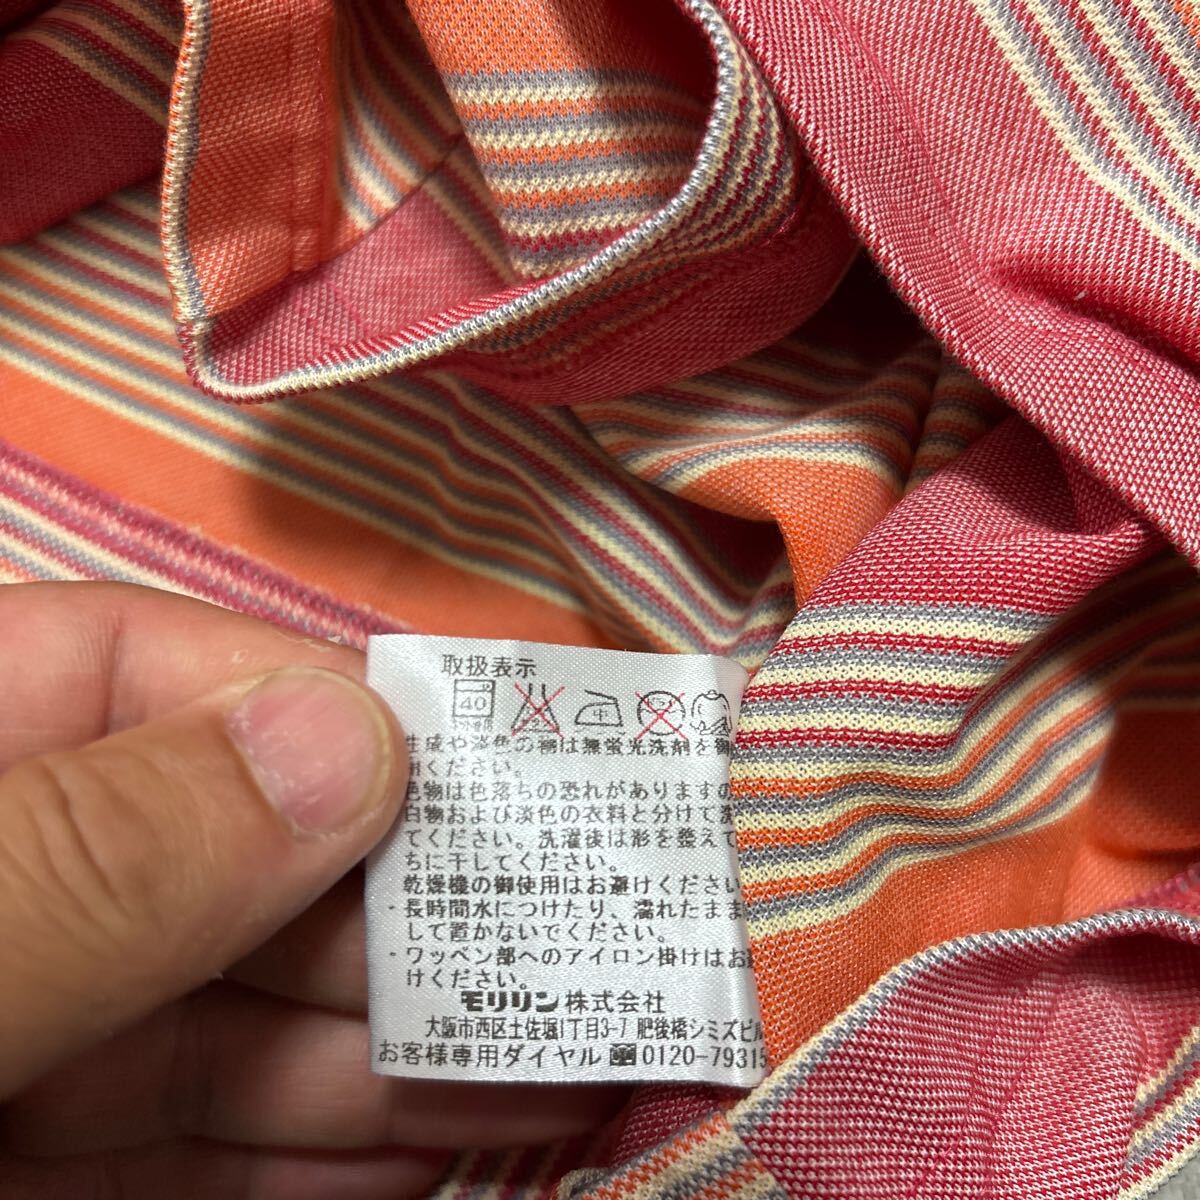 取扱表示
40
中
生成や淡色の物は無蛍光洗剤を
ください。
色物は色落ちの恐れがありますの
白物および淡色の衣料と分けて洗
てください。洗濯後は形を整えて
ちに干してください。
乾燥機の御使用はお避けください
・長時間水につけたり、濡れたまま
して置かないでください。
・ワッペン部へのアイロン掛けはお
けください。
モリリン株式会社
大阪市西区土佐堀1丁目3-7 肥後橋シミズビル
お客様専用ダイヤル 0120-79315